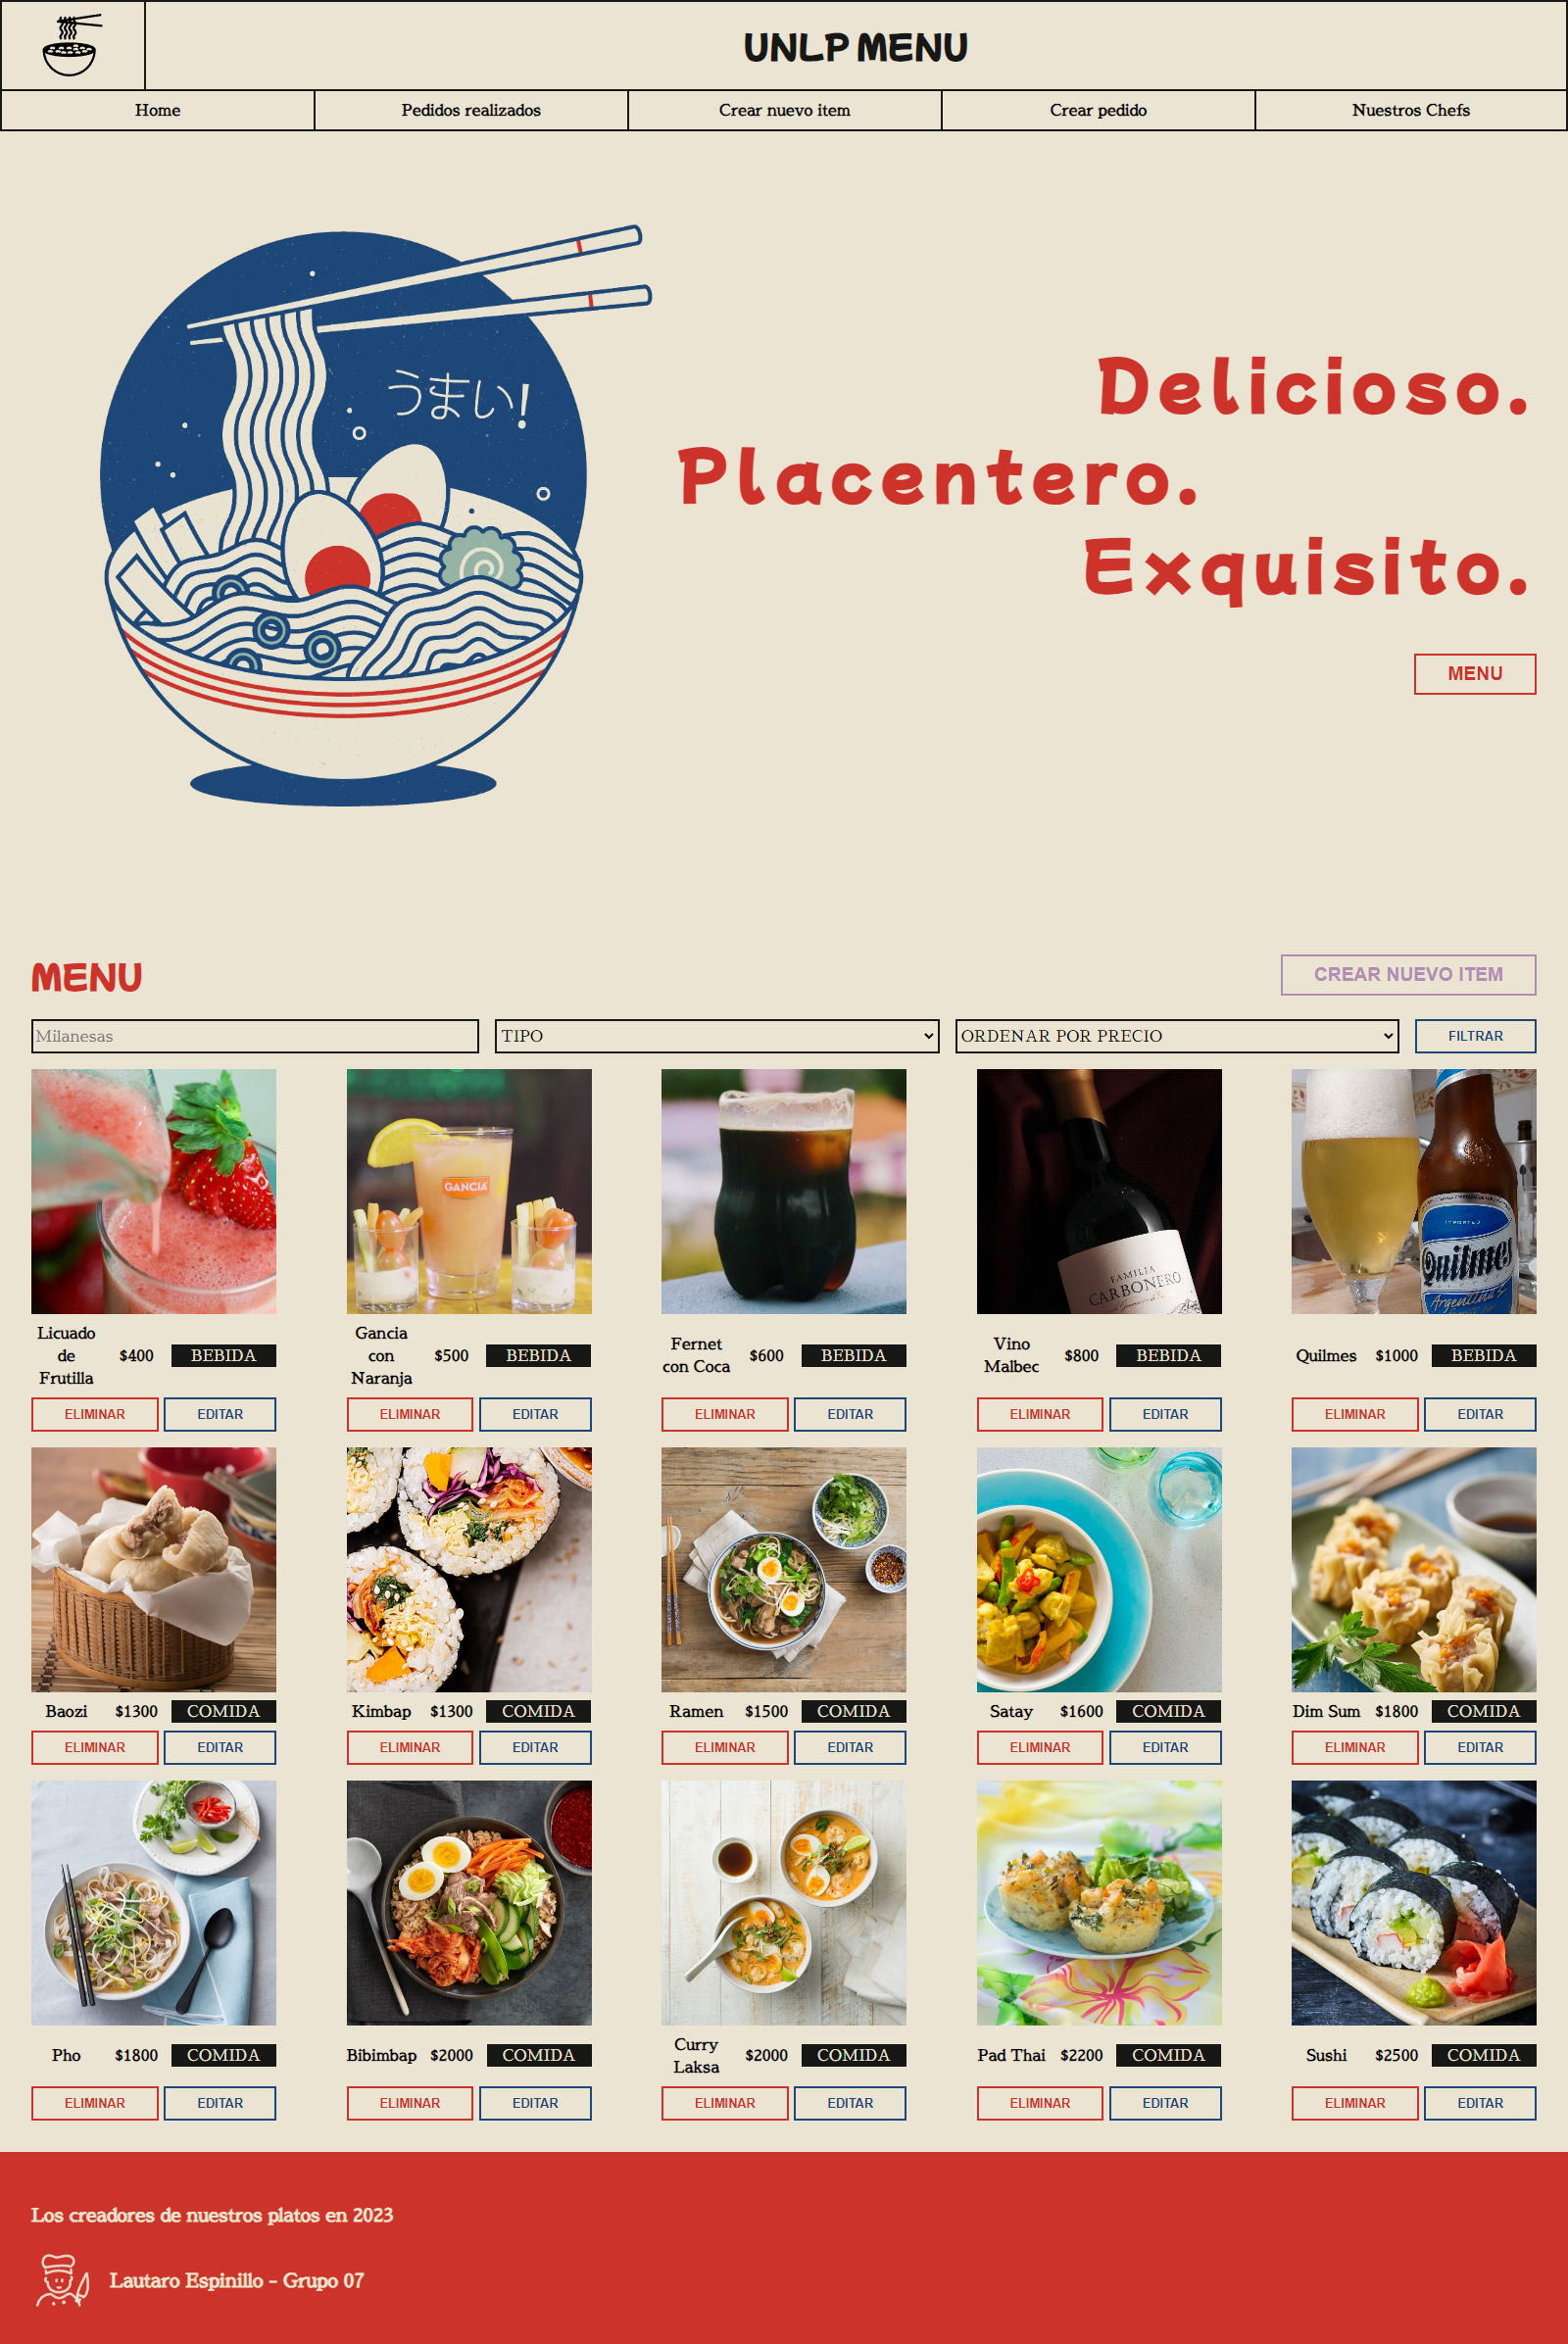 UNLP MENU
Home
Pedidos realizados
Crear nuevo item
Crear pedido
Nuestros Chefs
うまい!
Delicioso.
Placentero.
Exquisito.
MENU
MENU
CREAR NUEVO ITEM
Milanesas
TIPO
ORDENAR POR PRECIO
FILTRAR
GANCIA
FAMILIA
CARBONERO
IMPORTED
Quilmes
Argentina's
Licuado
de
Frutilla
$400
BEBIDA
Gancia
con
Naranja
$500
BEBIDA
Fernet
con Coca
$600
BEBIDA
Vino
Malbec
$800
BEBIDA
Quilmes
$1000
BEBIDA
ELIMINAR
EDITAR
ELIMINAR
EDITAR
ELIMINAR
EDITAR
ELIMINAR
EDITAR
ELIMINAR
EDITAR
Baozi
$1300
COMIDA
Kimbap
$1300
COMIDA
Ramen
$1500
COMIDA
Satay
$1600
COMIDA
Dim Sum
$1800
COMIDA
ELIMINAR
EDITAR
ELIMINAR
EDITAR
ELIMINAR
EDITAR
ELIMINAR
EDITAR
ELIMINAR
EDITAR
Pho
$1800
COMIDA
Bibimbap
$2000
COMIDA
Curry
Laksa
$2000
COMIDA
Pad Thai
$2200
COMIDA
Sushi
$2500
COMIDA
ELIMINAR
EDITAR
ELIMINAR
EDITAR
ELIMINAR
EDITAR
ELIMINAR
EDITAR
ELIMINAR
EDITAR
Los creadores de nuestros platos en 2023
Lautaro Espinillo - Grupo 07